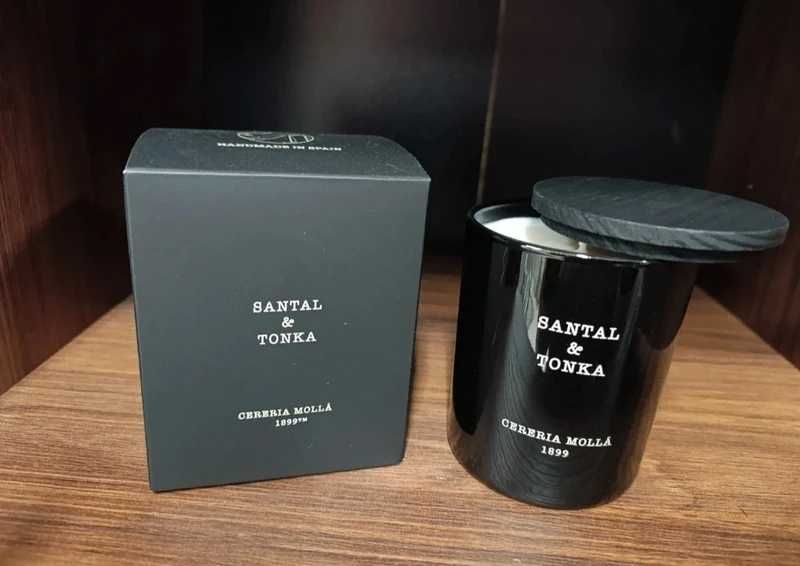 HANDMADE IN SPAIN
SANTAL
&
TONKA
CERERIA MOLLÁ
1899™
SANTAL
&
TONKA
CERERIA MOLLÁ
1899